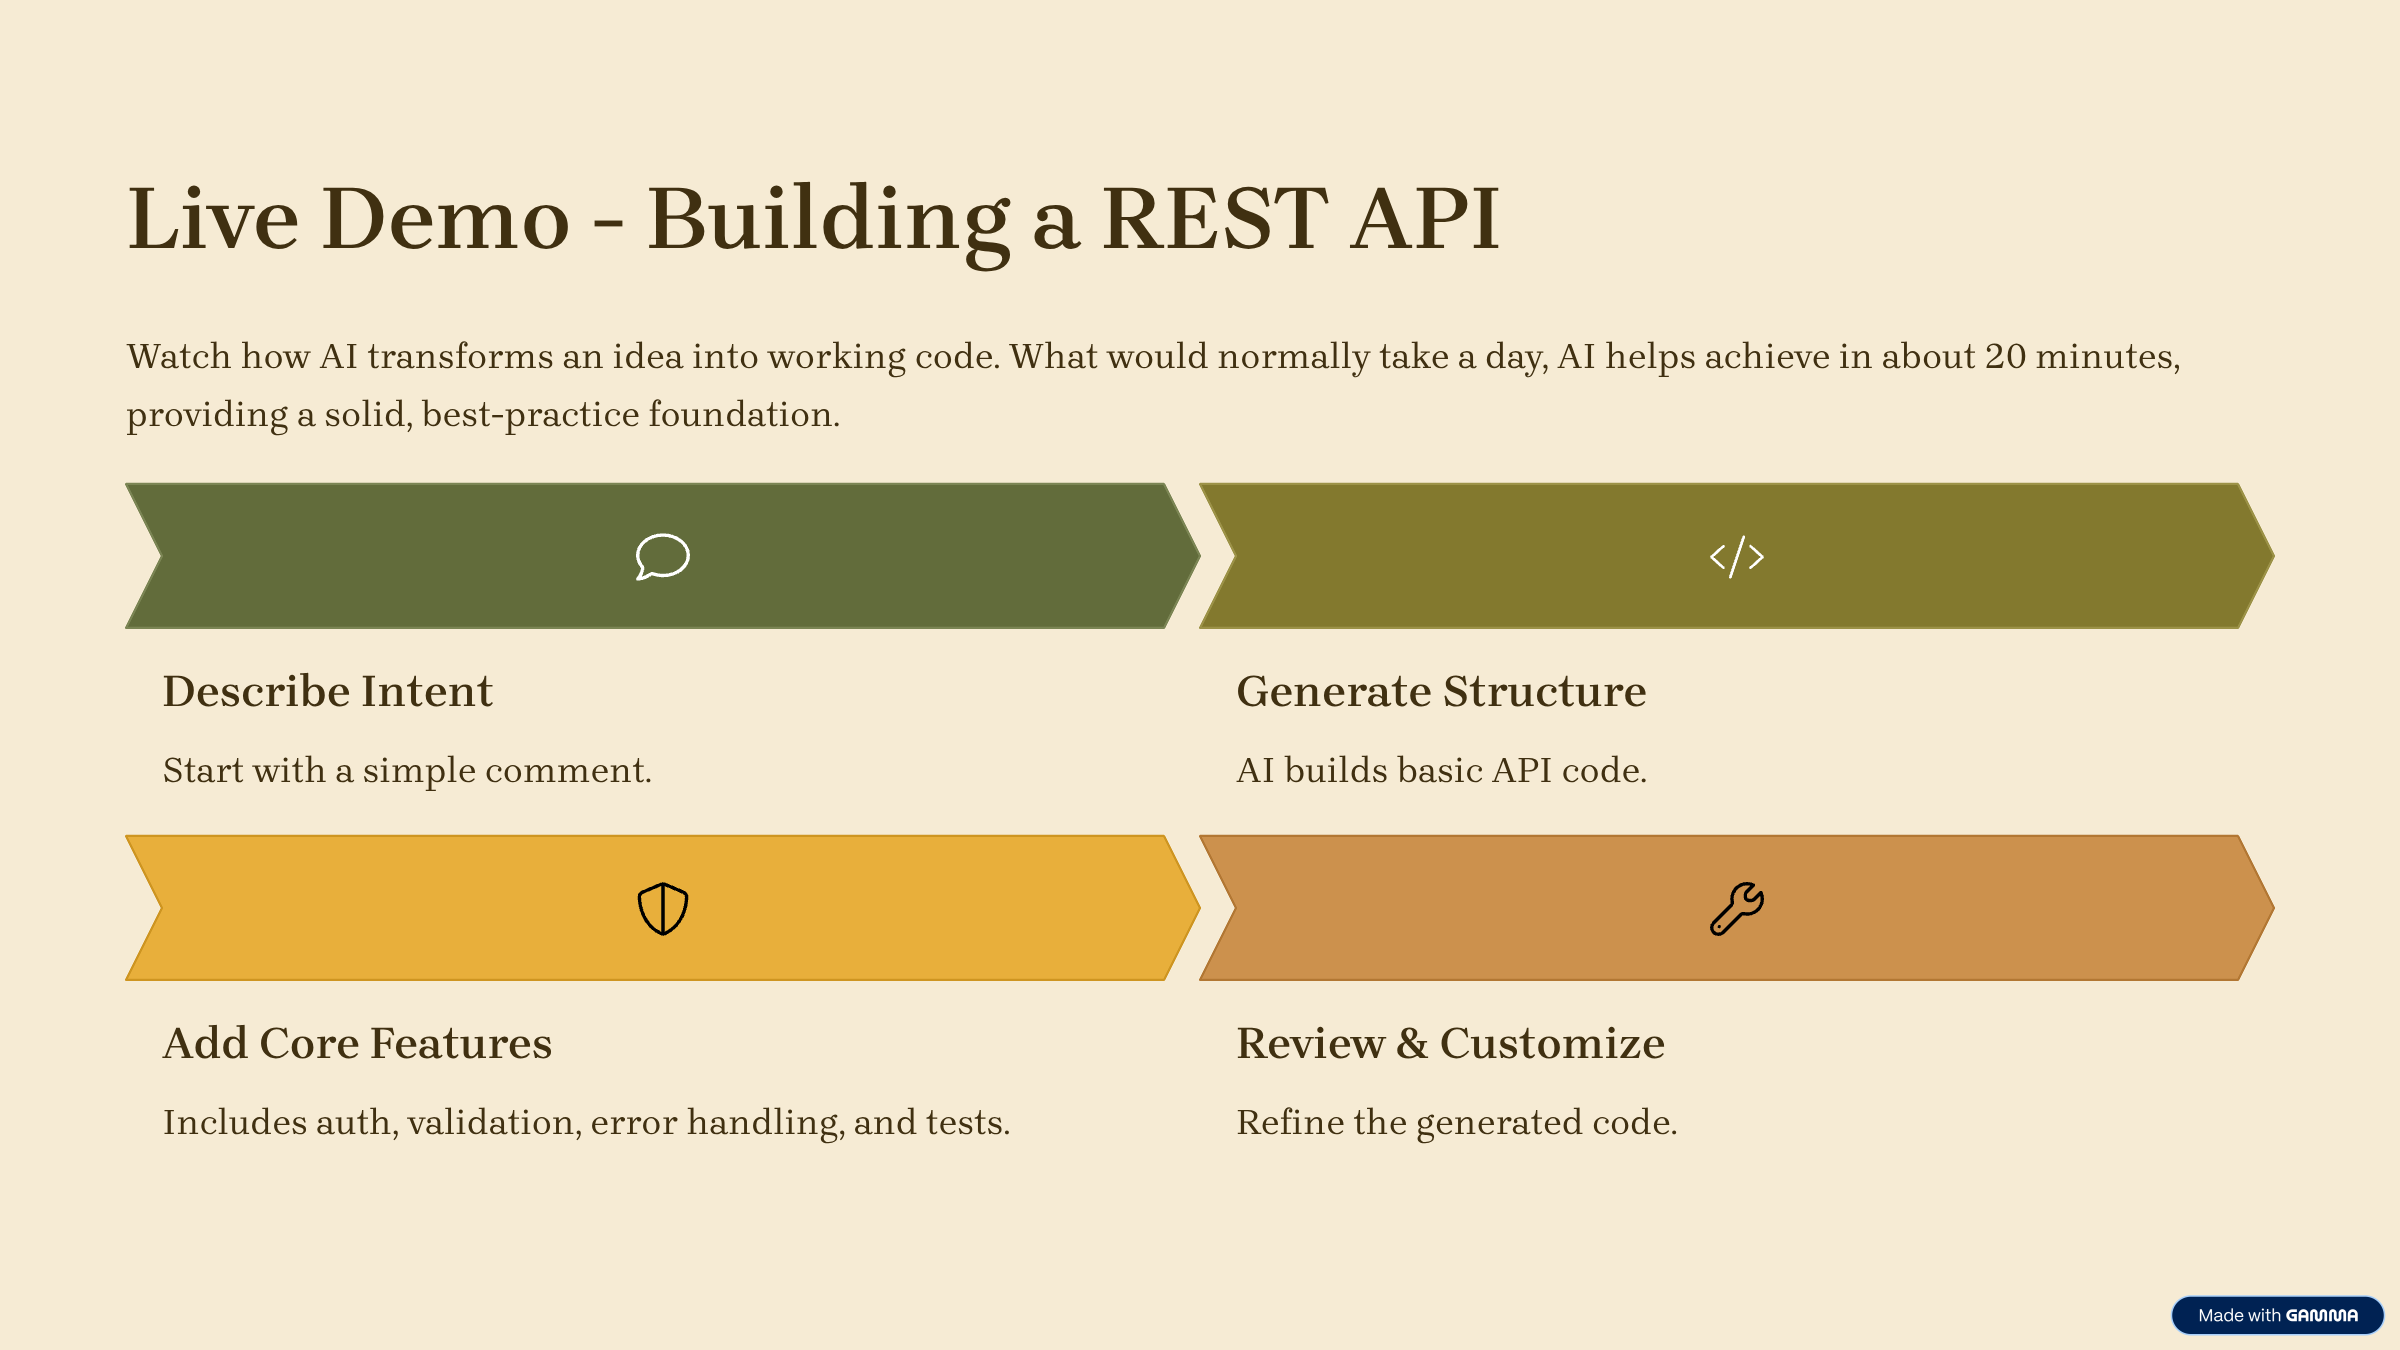 Live Demo - Building a REST API
Watch how AI transforms an idea into working code. What would normally take a day, AI helps achieve in about 20 minutes,
providing a solid, best-practice foundation.
Describe Intent
Start with a simple comment.
Generate Structure
AI builds basic API code.
Add Core Features
Includes auth, validation, error handling, and tests.
Review & Customize
Refine the generated code.
Made with GAMMA